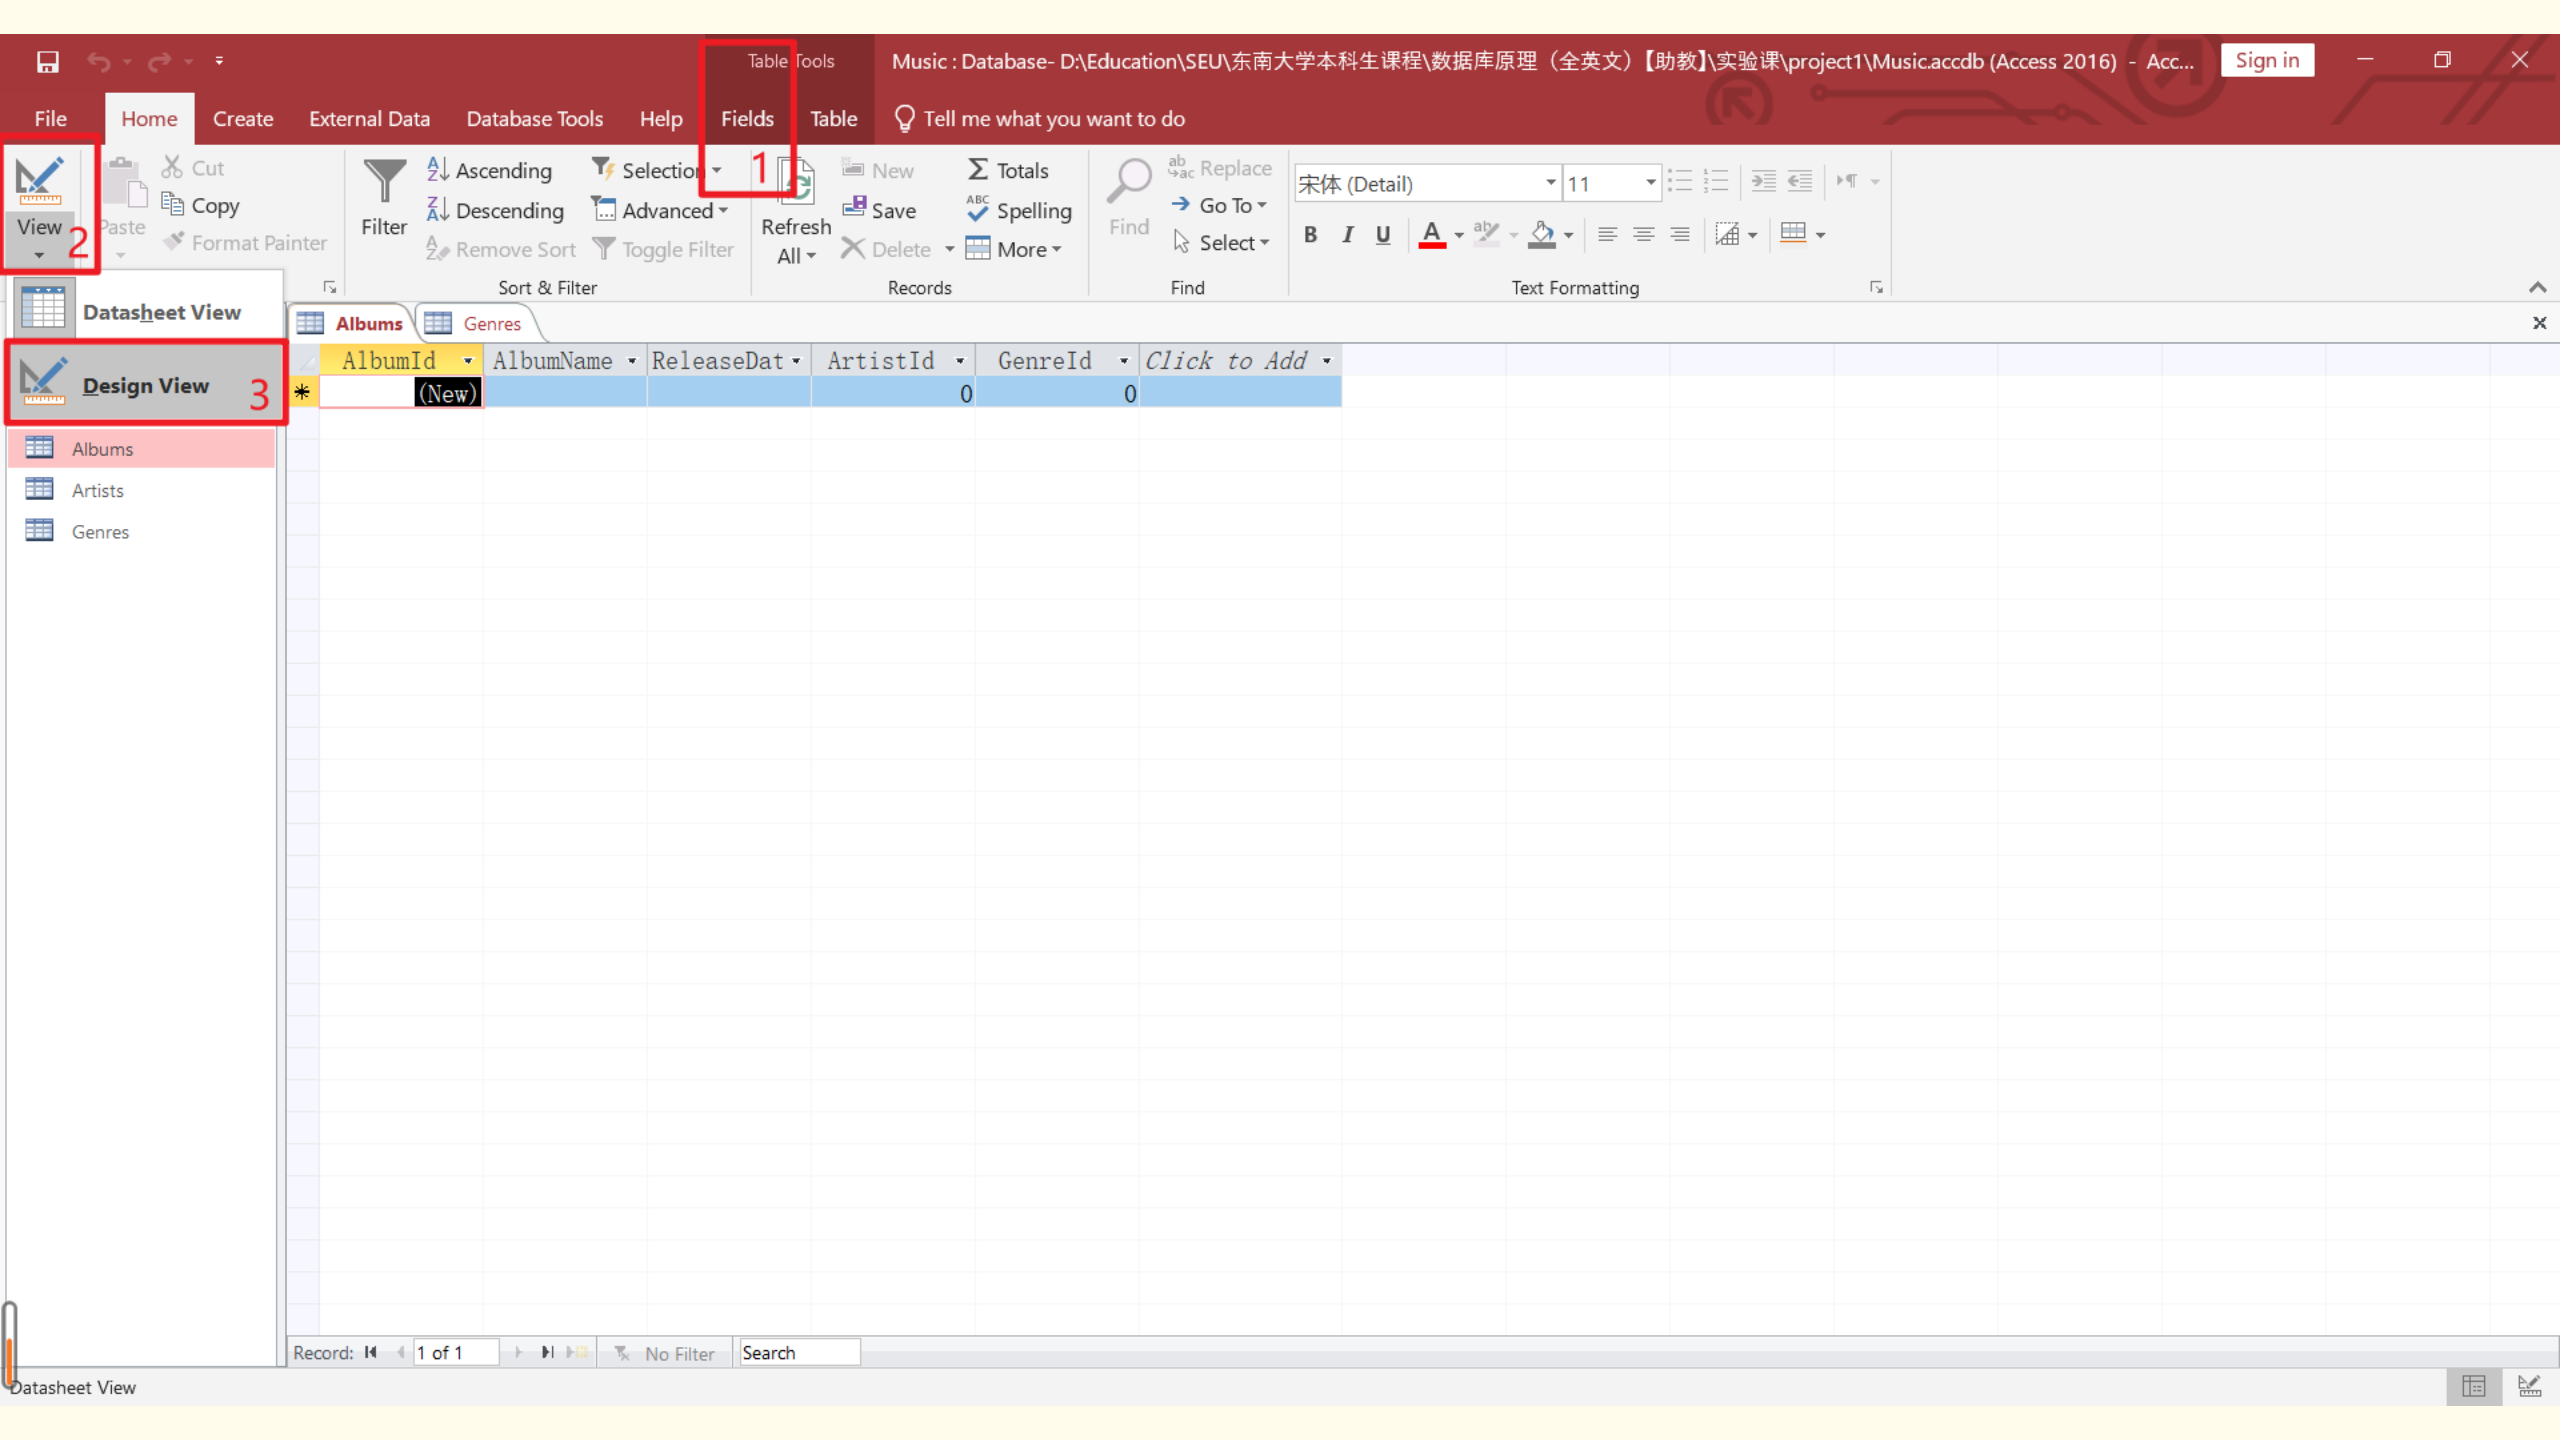 Table Tools
Music : Database- D:\Education\SEU\东南大学本科生课程\数据库原理（全英文）【助教】\实验课\project1\Music.accdb (Access 2016) - Acc...
Sign in
File Home Create External Data Database Tools Help Fields Table Tell me what you want to do
1
View
2
Paste
Cut
Copy
Format Painter
Filter
Ascending
Descending
Remove Sort
Selection
Advanced
Toggle Filter
Sort & Filter
Refresh
All
New
Save
Delete
Totals
Spelling
More
Records
Find
Replace
Go To
Select
Find
宋体 (Detail)
11
B I U A
Text Formatting
Datasheet View
Design View
3
Albums
Artists
Genres
Albums Genres
AlbumId AlbumName ReleaseDat ArtistId GenreId Click to Add
* (New) 0 0
Record: 1 of 1 No Filter Search
Datasheet View